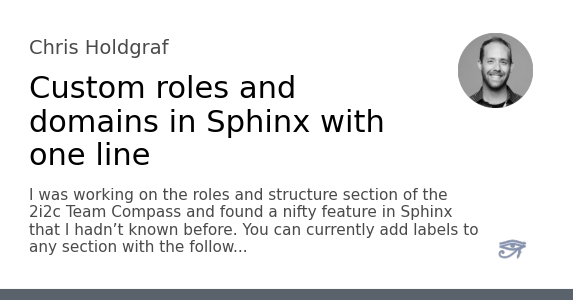 Chris Holdgraf
Custom roles and
domains in Sphinx with
one line
I was working on the roles and structure section of the
2i2c Team Compass and found a nifty feature in Sphinx
that I hadn’t known before. You can currently add labels to
any section with the follow...